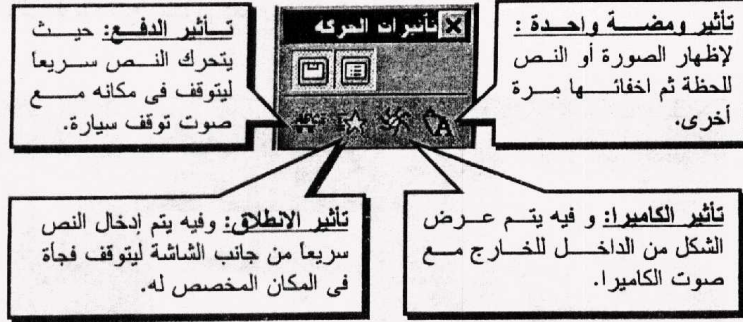 تأثير ومضة واحدة :
لإظهار الصورة أو النص
للحظة ثم اخفائها مرة
أخرى.
تأثيرات الحركه
تأثير الدفع: حيث
يتحرك النص سريعا
ليتوقف فى مكانه مع
صوت توقف سيارة.
تأثير الكاميرا: و فيه يتم عرض
الشكل من الداخل للخارج مع
صوت الكاميرا.
تأثير الانطلاق: وفيه يتم إدخال النص
سريعاً من جانب الشاشة ليتوقف فجأة
فى المكان المخصص له.